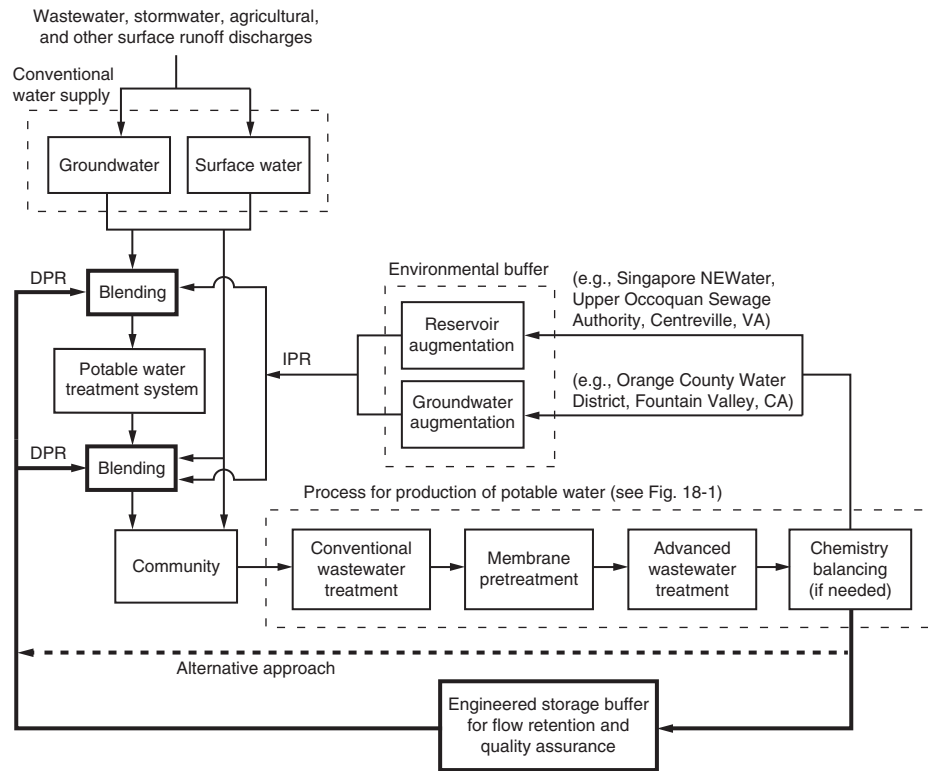 Wastewater, stormwater, agricultural,
and other surface runoff discharges
Conventional
water supply
Groundwater
Surface water
DPR
Blending
Environmental buffer
(e.g., Singapore NEWater,
Upper Occoquan Sewage
Authority, Centreville, VA)
Reservoir
augmentation
IPR
Potable water
treatment system
(e.g., Orange County Water
District, Fountain Valley, CA)
Groundwater
augmentation
DPR
Blending
Process for production of potable water (see Fig. 18-1)
Community
Conventional
wastewater
treatment
Membrane
pretreatment
Advanced
wastewater
treatment
Chemistry
balancing
(if needed)
Alternative approach
Engineered storage buffer
for flow retention and
quality assurance